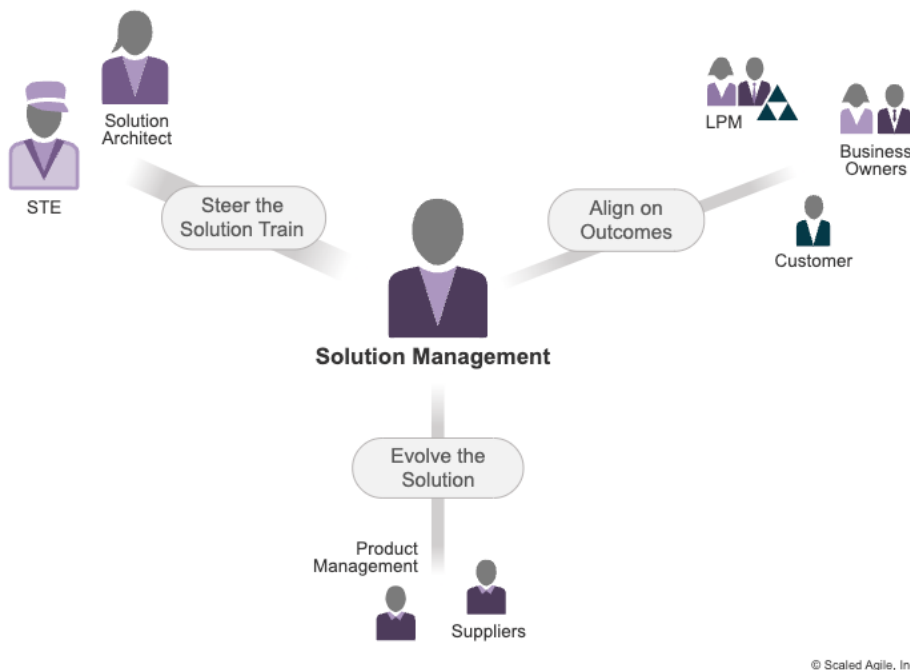 Solution
Architect
STE
Steer the
Solution Train
LPM
Business
Owners
Align on
Outcomes
Customer
Solution Management
Evolve the
Solution
Product
Management
Suppliers
© Scaled Agile, In